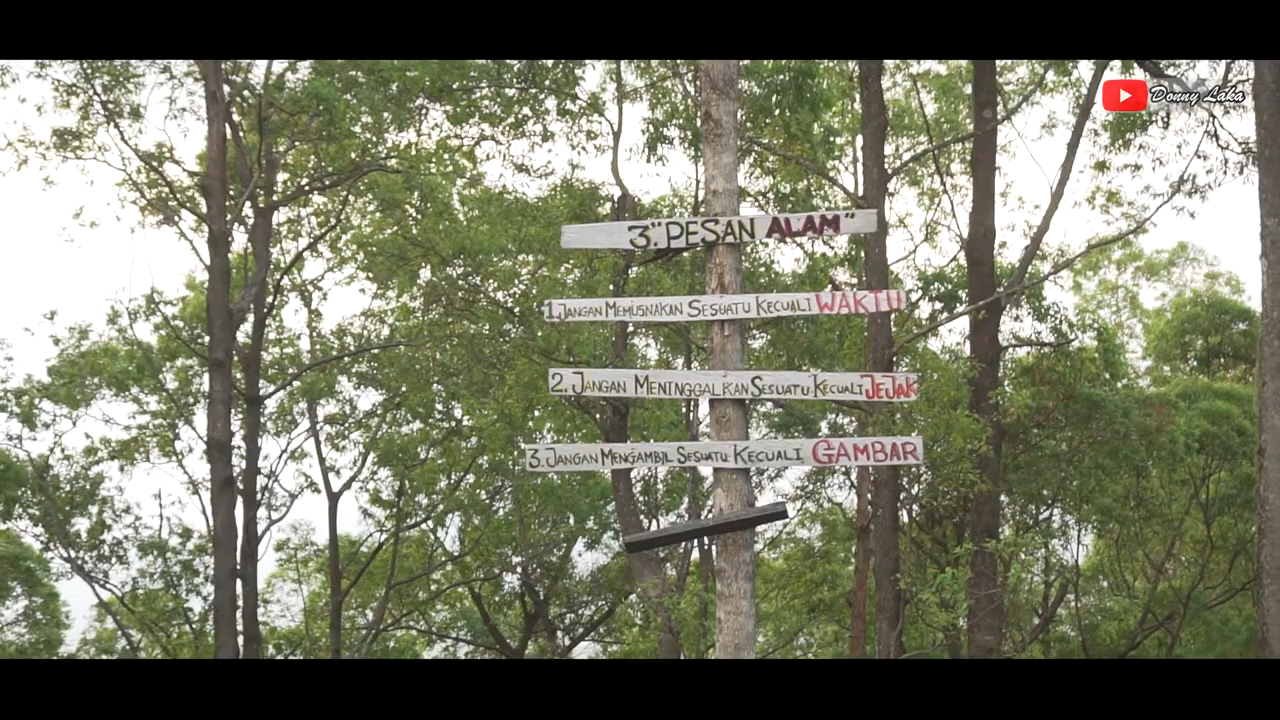 Donny Laka
3."PESAN ALAM"
1.JANGAN MEMUSNAKAN SESUATU KECUALI WAKTU
2. JANGAN MENINGGALKAN SESUATU KECUALI JEJAK
3. JANGAN MENGAMBIL SESUATU KECUALI GAMBAR